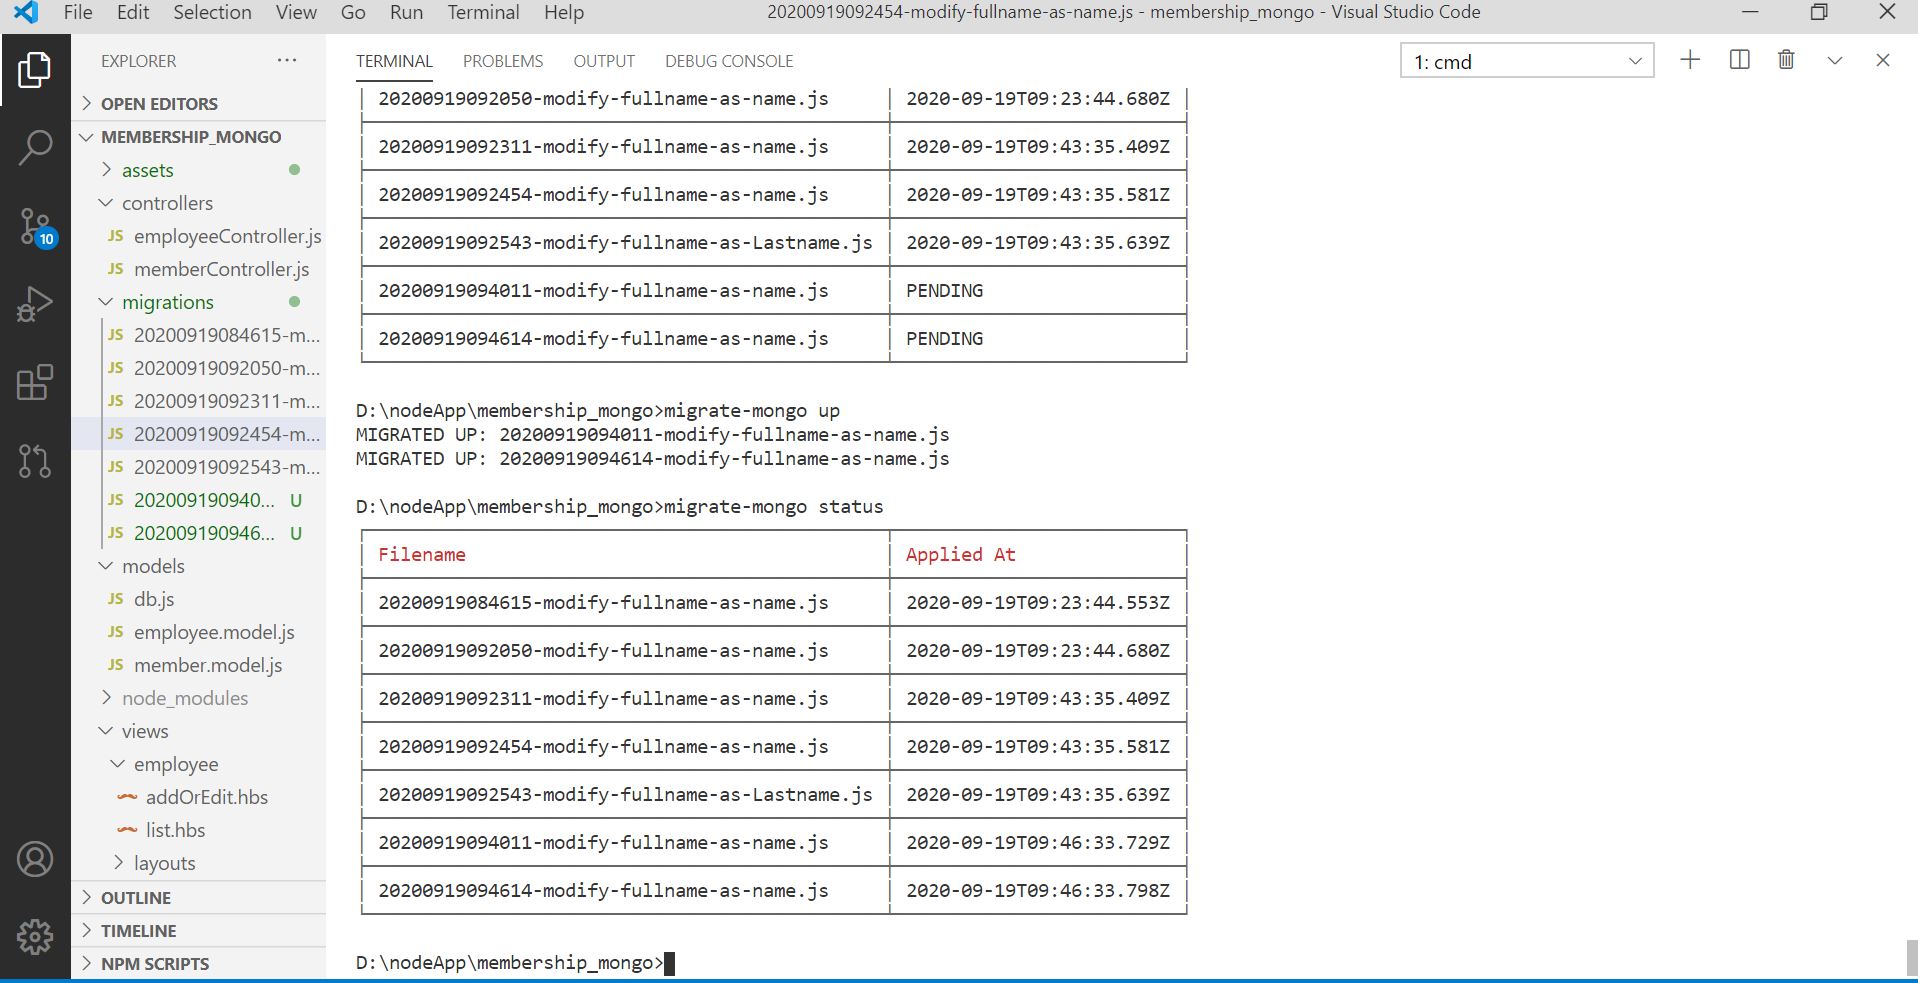 File Edit Selection View Go Run Terminal Help 20200919092454-modify-fullname-as-name.js - membership_mongo - Visual Studio Code
EXPLORER ...
OPEN EDITORS
MEMBERSHIP_MONGO
assets
controllers
JS employeeController.js
JS memberController.js
migrations
JS 20200919084615-m...
JS 20200919092050-m...
JS 20200919092311-m...
JS 20200919092454-m...
JS 20200919092543-m...
JS 202009190940... U
JS 202009190946... U
models
JS db.js
JS employee.model.js
JS member.model.js
node_modules
views
employee
addOrEdit.hbs
list.hbs
layouts
OUTLINE
TIMELINE
NPM SCRIPTS
10
TERMINAL PROBLEMS OUTPUT DEBUG CONSOLE 1: cmd
20200919092050-modify-fullname-as-name.js 2020-09-19T09:23:44.680Z
20200919092311-modify-fullname-as-name.js 2020-09-19T09:43:35.409Z
20200919092454-modify-fullname-as-name.js 2020-09-19T09:43:35.581Z
20200919092543-modify-fullname-as-Lastname.js 2020-09-19T09:43:35.639Z
20200919094011-modify-fullname-as-name.js PENDING
20200919094614-modify-fullname-as-name.js PENDING
D:\nodeApp\membership_mongo>migrate-mongo up
MIGRATED UP: 20200919094011-modify-fullname-as-name.js
MIGRATED UP: 20200919094614-modify-fullname-as-name.js
D:\nodeApp\membership_mongo>migrate-mongo status
Filename Applied At
20200919084615-modify-fullname-as-name.js 2020-09-19T09:23:44.553Z
20200919092050-modify-fullname-as-name.js 2020-09-19T09:23:44.680Z
20200919092311-modify-fullname-as-name.js 2020-09-19T09:43:35.409Z
20200919092454-modify-fullname-as-name.js 2020-09-19T09:43:35.581Z
20200919092543-modify-fullname-as-Lastname.js 2020-09-19T09:43:35.639Z
20200919094011-modify-fullname-as-name.js 2020-09-19T09:46:33.729Z
20200919094614-modify-fullname-as-name.js 2020-09-19T09:46:33.798Z
D:\nodeApp\membership_mongo>